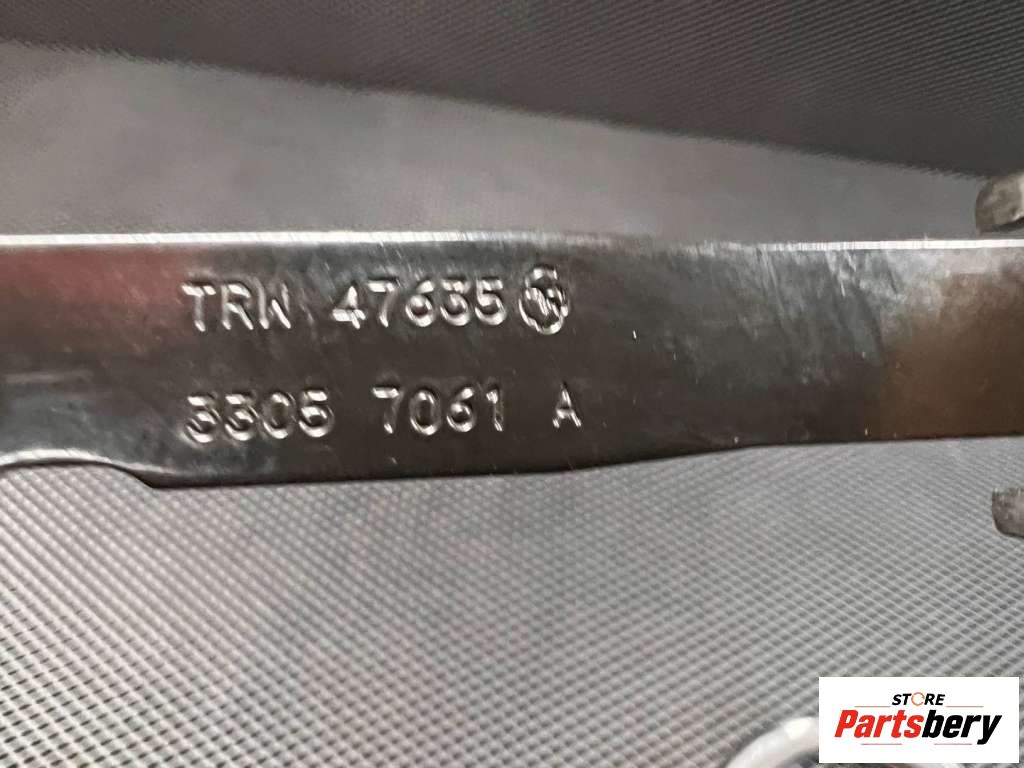 TRW 47635
3305 7061 A
STORE
Partsbery